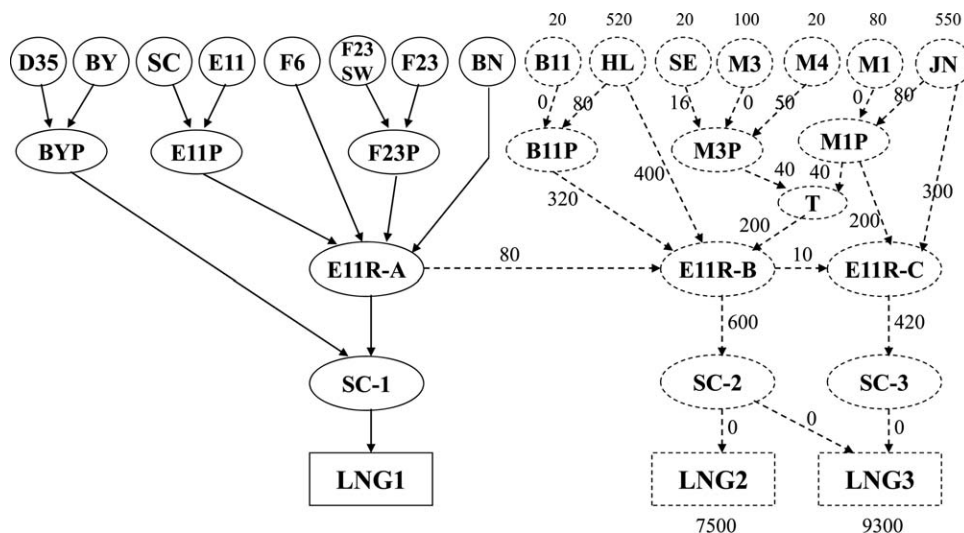 20 520 20 100 20 80 550
D35 BY SC E11 F6 F23 SW F23 BN B11 HL SE M3 M4 M1 JN
0 80 16 0 50 0 80
BYP E11P F23P B11P M3P M1P
320 400 40 40 300
T
200 200
E11R-A 80 E11R-B 10 E11R-C
600 420
SC-1 SC-2 SC-3
0 0 0
LNG1 LNG2 LNG3
7500 9300